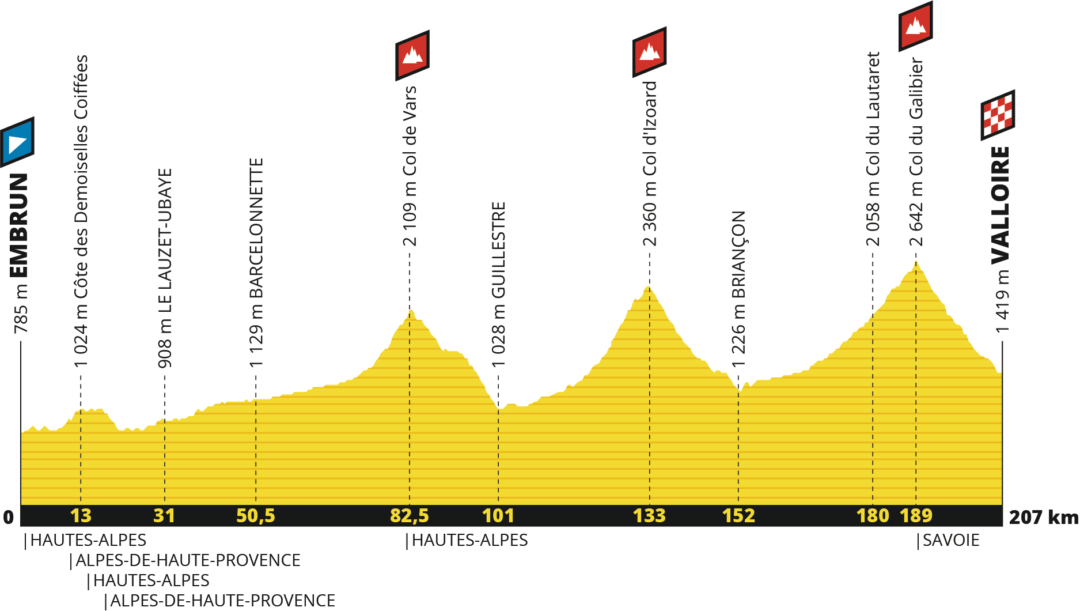 785 m EMBRUN
1 024 m Côte des Demoiselles Coiffées
908 m LE LAUZET-UBAYE
1 129 m BARCELONNETTE
2 109 m Col de Vars
1 028 m GUILLESTRE
2 360 m Col d'Izoard
1 226 m BRIANÇON
2 058 m Col du Lautaret
2 642 m Col du Galibier
1 419 m VALLOIRE
0 13 31 50,5 82,5 101 133 152 180 189 207 km
|HAUTES-ALPES |HAUTES-ALPES |SAVOIE
|ALPES-DE-HAUTE-PROVENCE
|HAUTES-ALPES
|ALPES-DE-HAUTE-PROVENCE